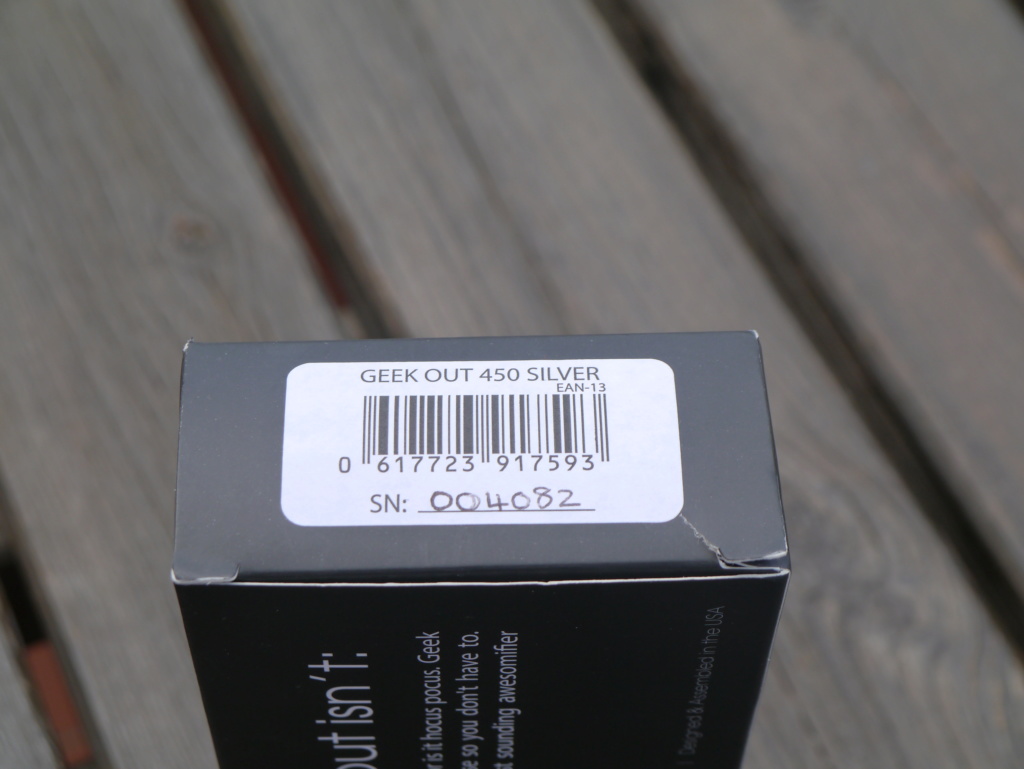 GEEK OUT 450 SILVER
EAN-13
0 617723 917593
SN: 004082
out isn't:
is it hocus pocus. Geek
so you don't have to.
sounding awesomifier
| Designed & Assembled in the USA